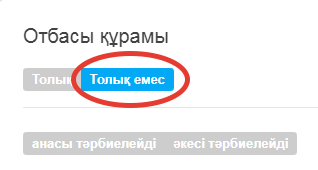 Отбасы құрамы
Толық Толық емес
анасы тәрбиелейді әкесі тәрбиелейді